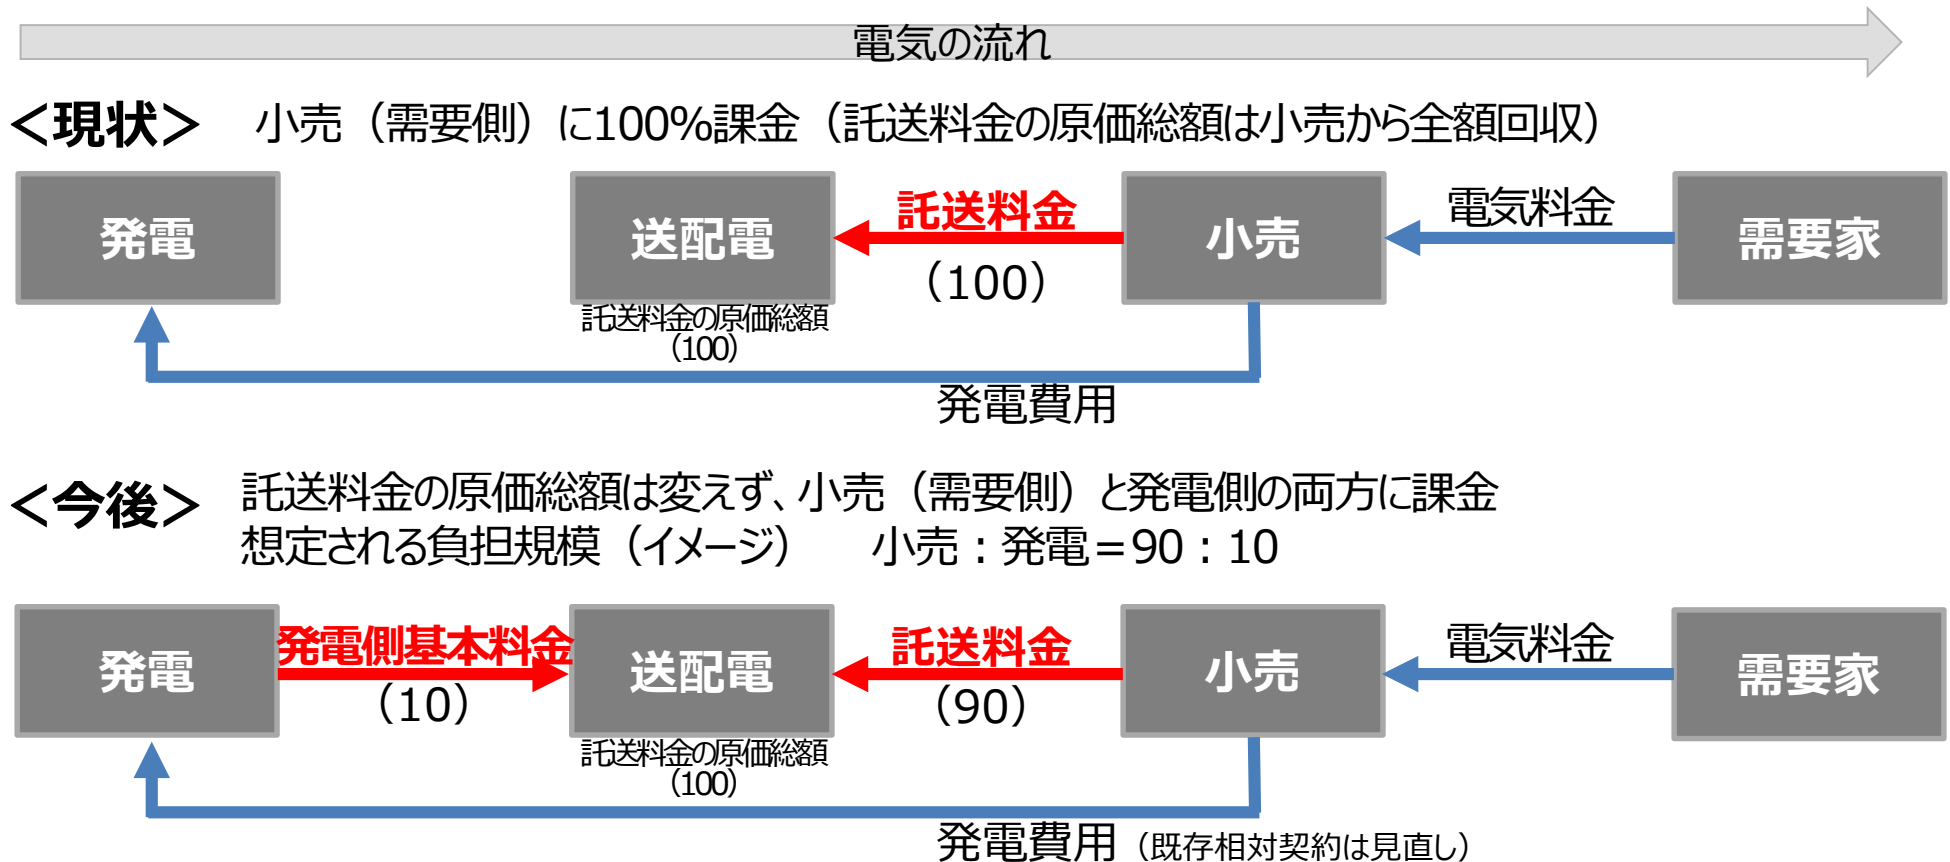 電気の流れ
＜現状＞ 小売（需要側）に100%課金（託送料金の原価総額は小売から全額回収）
発電
送配電
託送料金
（100）
小売
電気料金
需要家
託送料金の原価総額
（100）
発電費用
＜今後＞ 託送料金の原価総額は変えず、小売（需要側）と発電側の両方に課金
想定される負担規模（イメージ） 小売：発電＝90：10
発電
発電側基本料金
（10）
送配電
託送料金
（90）
小売
電気料金
需要家
託送料金の原価総額
（100）
発電費用（既存相対契約は見直し）